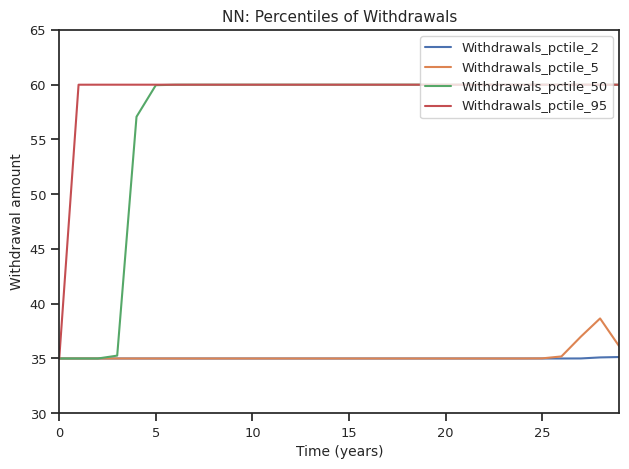 NN: Percentiles of Withdrawals
65
60
55
50
45
40
35
30
Withdrawal amount
Withdrawals_pctile_2
Withdrawals_pctile_5
Withdrawals_pctile_50
Withdrawals_pctile_95
0 5 10 15 20 25
Time (years)